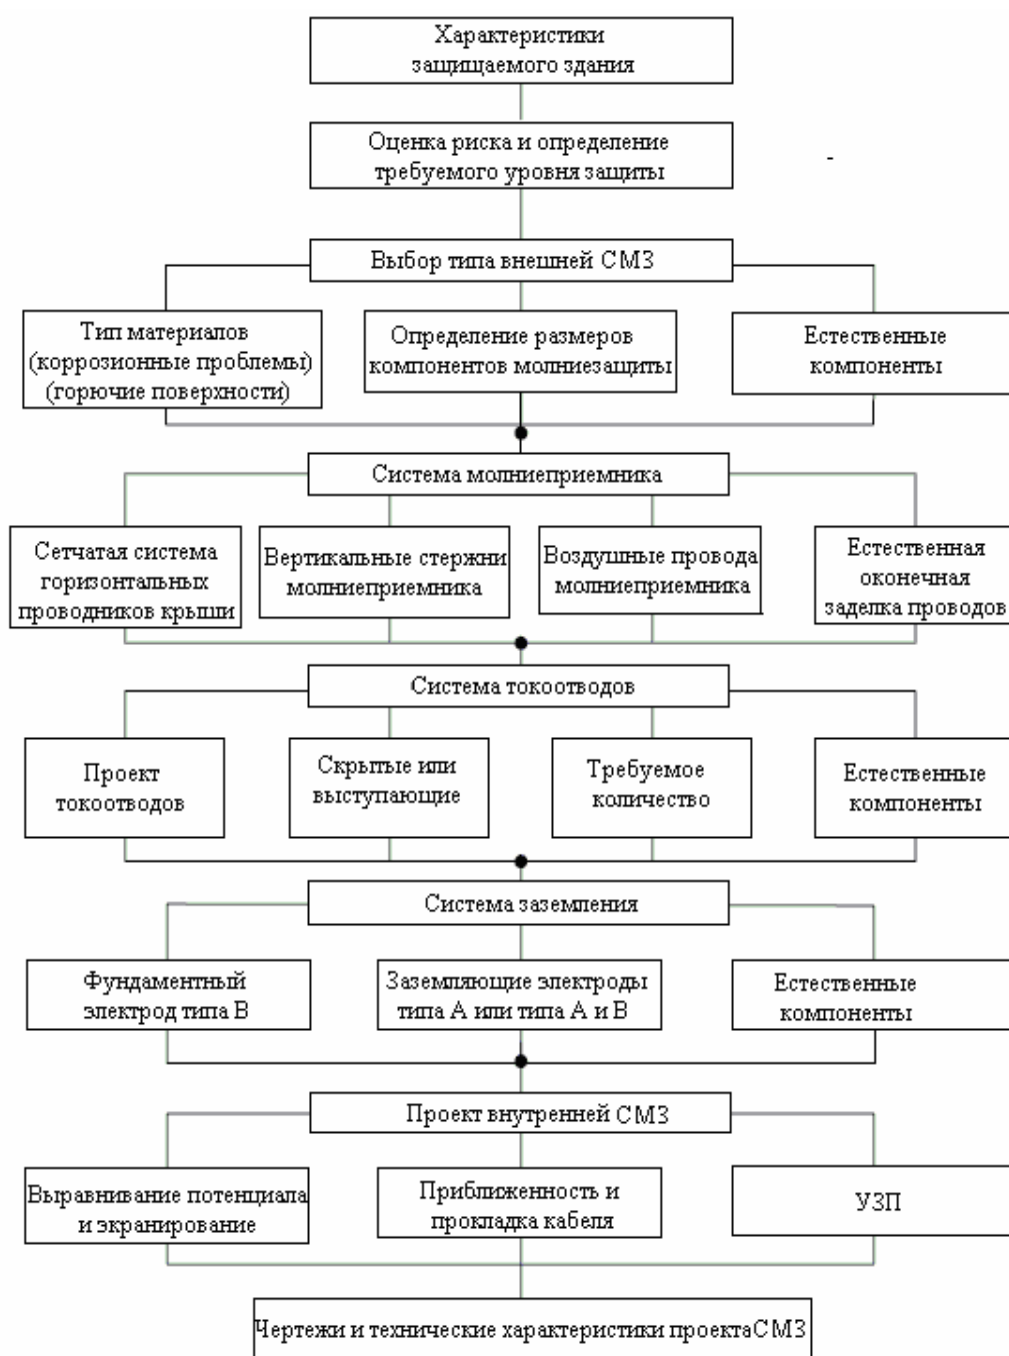 Характеристики
защищаемого здания
Оценка риска и определение
требуемого уровня защиты
-
Выбор типа внешней СМЗ
Тип материалов
(коррозионные проблемы)
(горючие поверхности)
Определение размеров
компонентов молниезащиты
Естественные
компоненты
Система молниеприемника
Сетчатая система
горизонтальных
проводников крыши
Вертикальные стержни
молниеприемника
Воздушные провода
молниеприемника
Естественная
оконечная
заделка проводов
Система токоотводов
Проект
токоотводов
Скрытые или
выступающие
Требуемое
количество
Естественные
компоненты
Система заземления
Фундаментный
электрод типа В
Заземляющие электроды
типа А или типа А и В
Естественные
компоненты
Проект внутренней СМЗ
Выравнивание потенциала
и экранирование
Приближенность и
прокладка кабеля
УЗП
Чертежи и технические характеристики проектаСМЗ